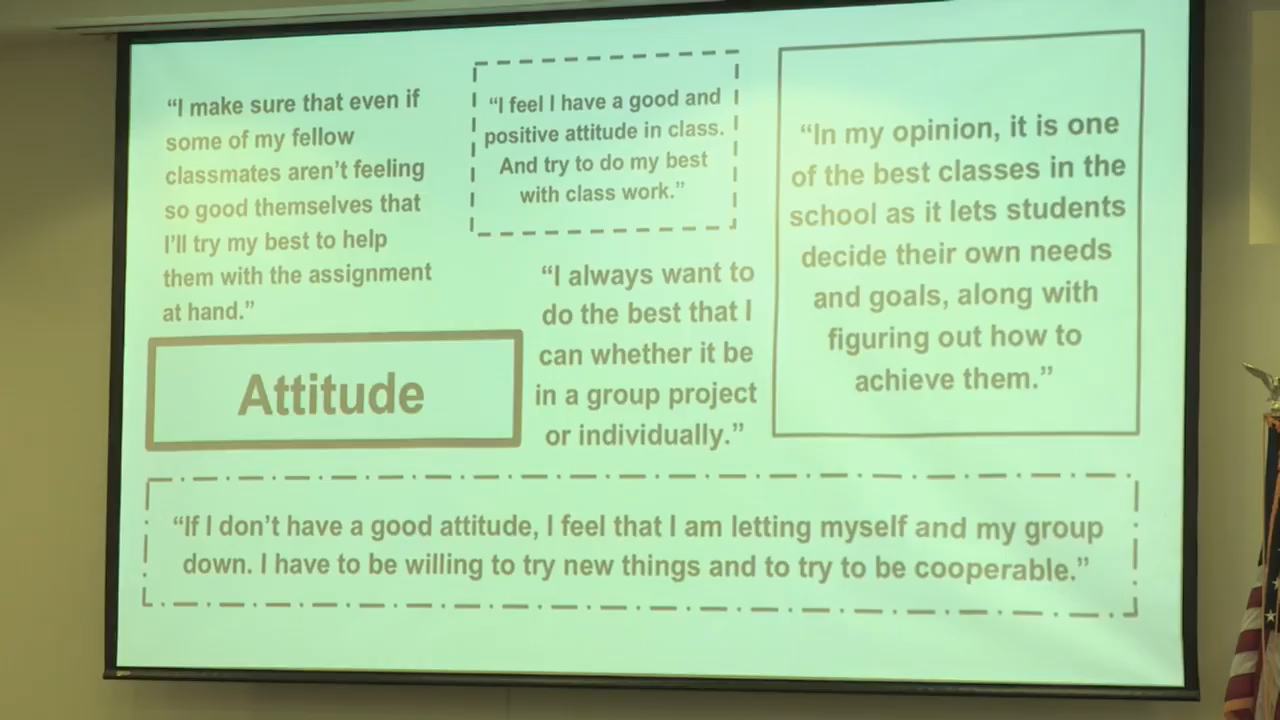 “I make sure that even if
some of my fellow
classmates aren’t feeling
so good themselves that
I’ll try my best to help
them with the assignment
at hand.”
“I feel I have a good and
positive attitude in class.
And try to do my best
with class work.”
“In my opinion, it is one
of the best classes in the
school as it lets students
decide their own needs
and goals, along with
figuring out how to
achieve them.”
Attitude
“I always want to
do the best that I
can whether it be
in a group project
or individually.”
“If I don’t have a good attitude, I feel that I am letting myself and my group
down. I have to be willing to try new things and to try to be cooperable.”